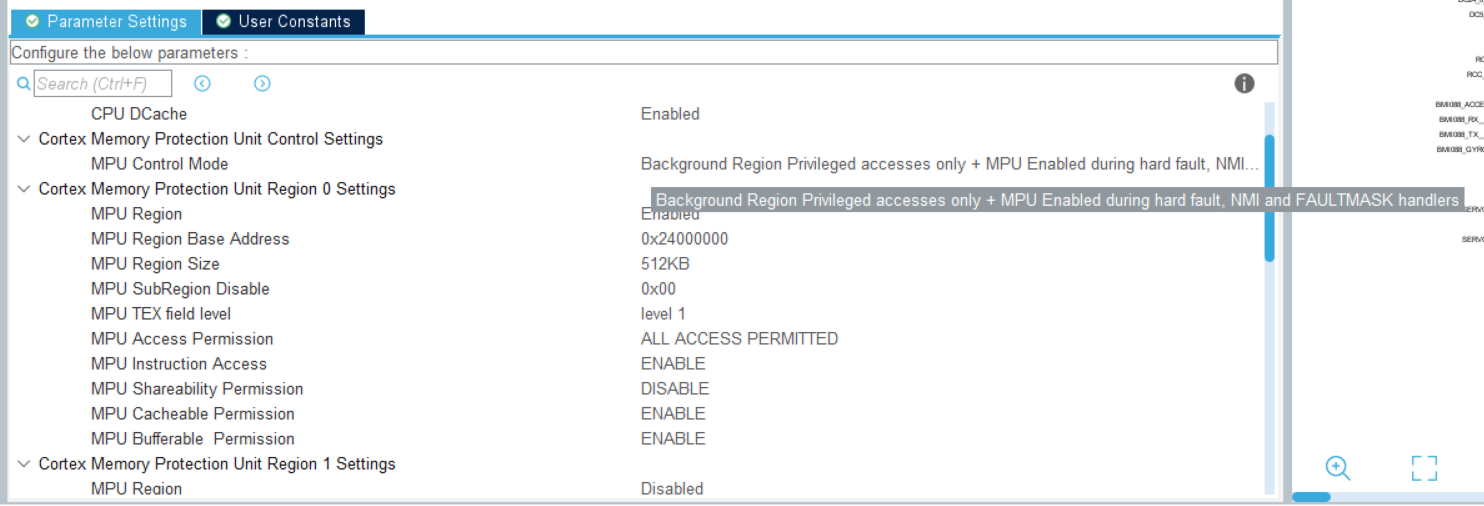 Parameter Settings
User Constants
Configure the below parameters :
Search (Ctrl+F)
CPU DCache Enabled
Cortex Memory Protection Unit Control Settings
MPU Control Mode Background Region Privileged accesses only + MPU Enabled during hard fault, NMI...
Cortex Memory Protection Unit Region 0 Settings
Background Region Privileged accesses only + MPU Enabled during hard fault, NMI and FAULTMASK handlers
MPU Region Enabled
MPU Region Base Address 0x24000000
MPU Region Size 512KB
MPU SubRegion Disable 0x00
MPU TEX field level level 1
MPU Access Permission ALL ACCESS PERMITTED
MPU Instruction Access ENABLE
MPU Shareability Permission DISABLE
MPU Cacheable Permission ENABLE
MPU Bufferable Permission ENABLE
Cortex Memory Protection Unit Region 1 Settings
MPU Region Disabled
RCC_
BMI088_ACCE
BMI088_RX_
BMI088_TX_
BMI088_GYRO